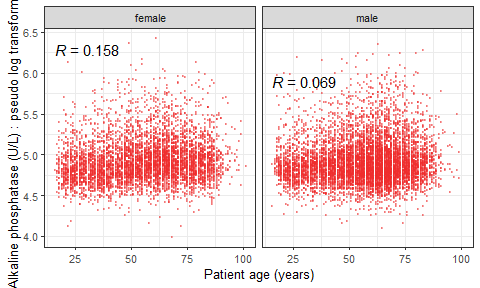 female
male
R = 0.158
R = 0.069
6.5
6.0
5.5
5.0
4.5
4.0
Alkaline phosphatase (U/L) : pseudo log transform
25
50
75
100
25
50
75
100
Patient age (years)